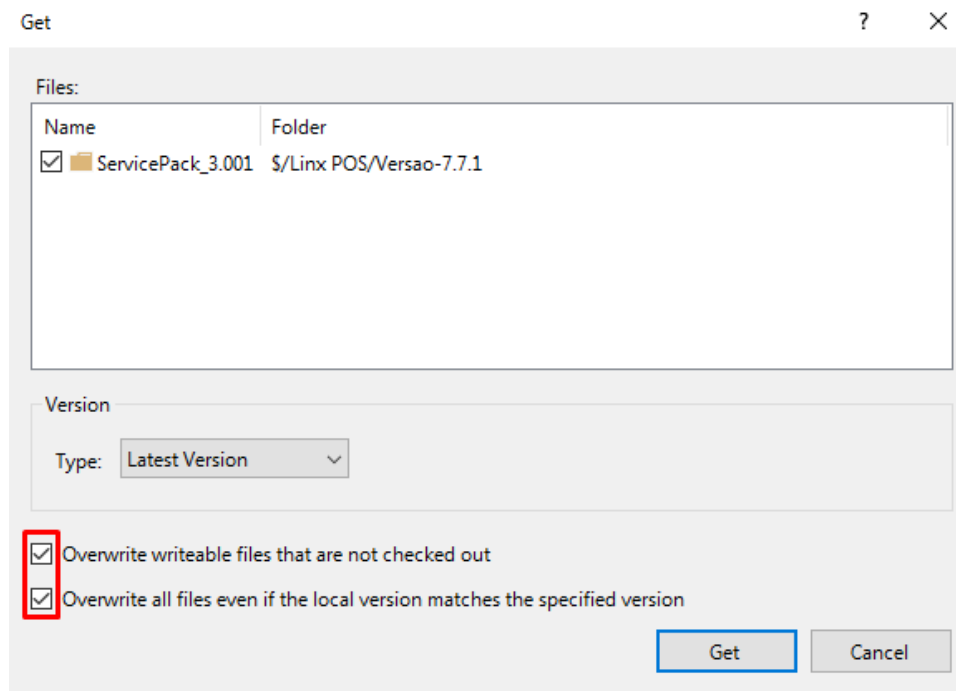 Get
Files:
Name Folder
ServicePack_3.001 $/Linx POS/Versao-7.7.1
Version
Type: Latest Version
Overwrite writeable files that are not checked out
Overwrite all files even if the local version matches the specified version
Get Cancel